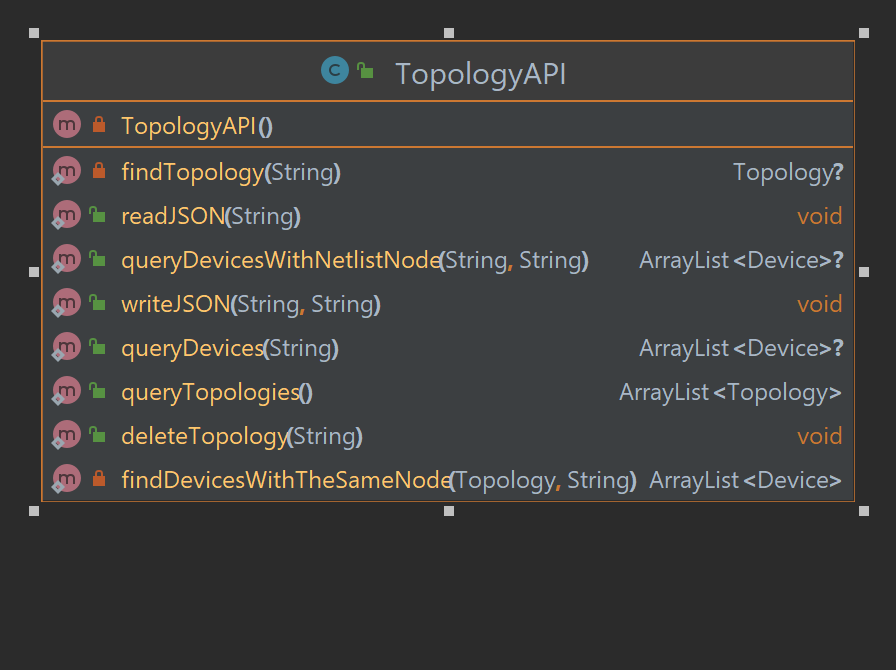 C TopologyAPI
m TopologyAPI()
m findTopology(String) Topology?
m readJSON(String) void
m queryDevicesWithNetlistNode(String, String) ArrayList<Device>?
m writeJSON(String, String) void
m queryDevices(String) ArrayList<Device>?
m queryTopologies() ArrayList<Topology>
m deleteTopology(String) void
m findDevicesWithTheSameNode(Topology, String) ArrayList<Device>